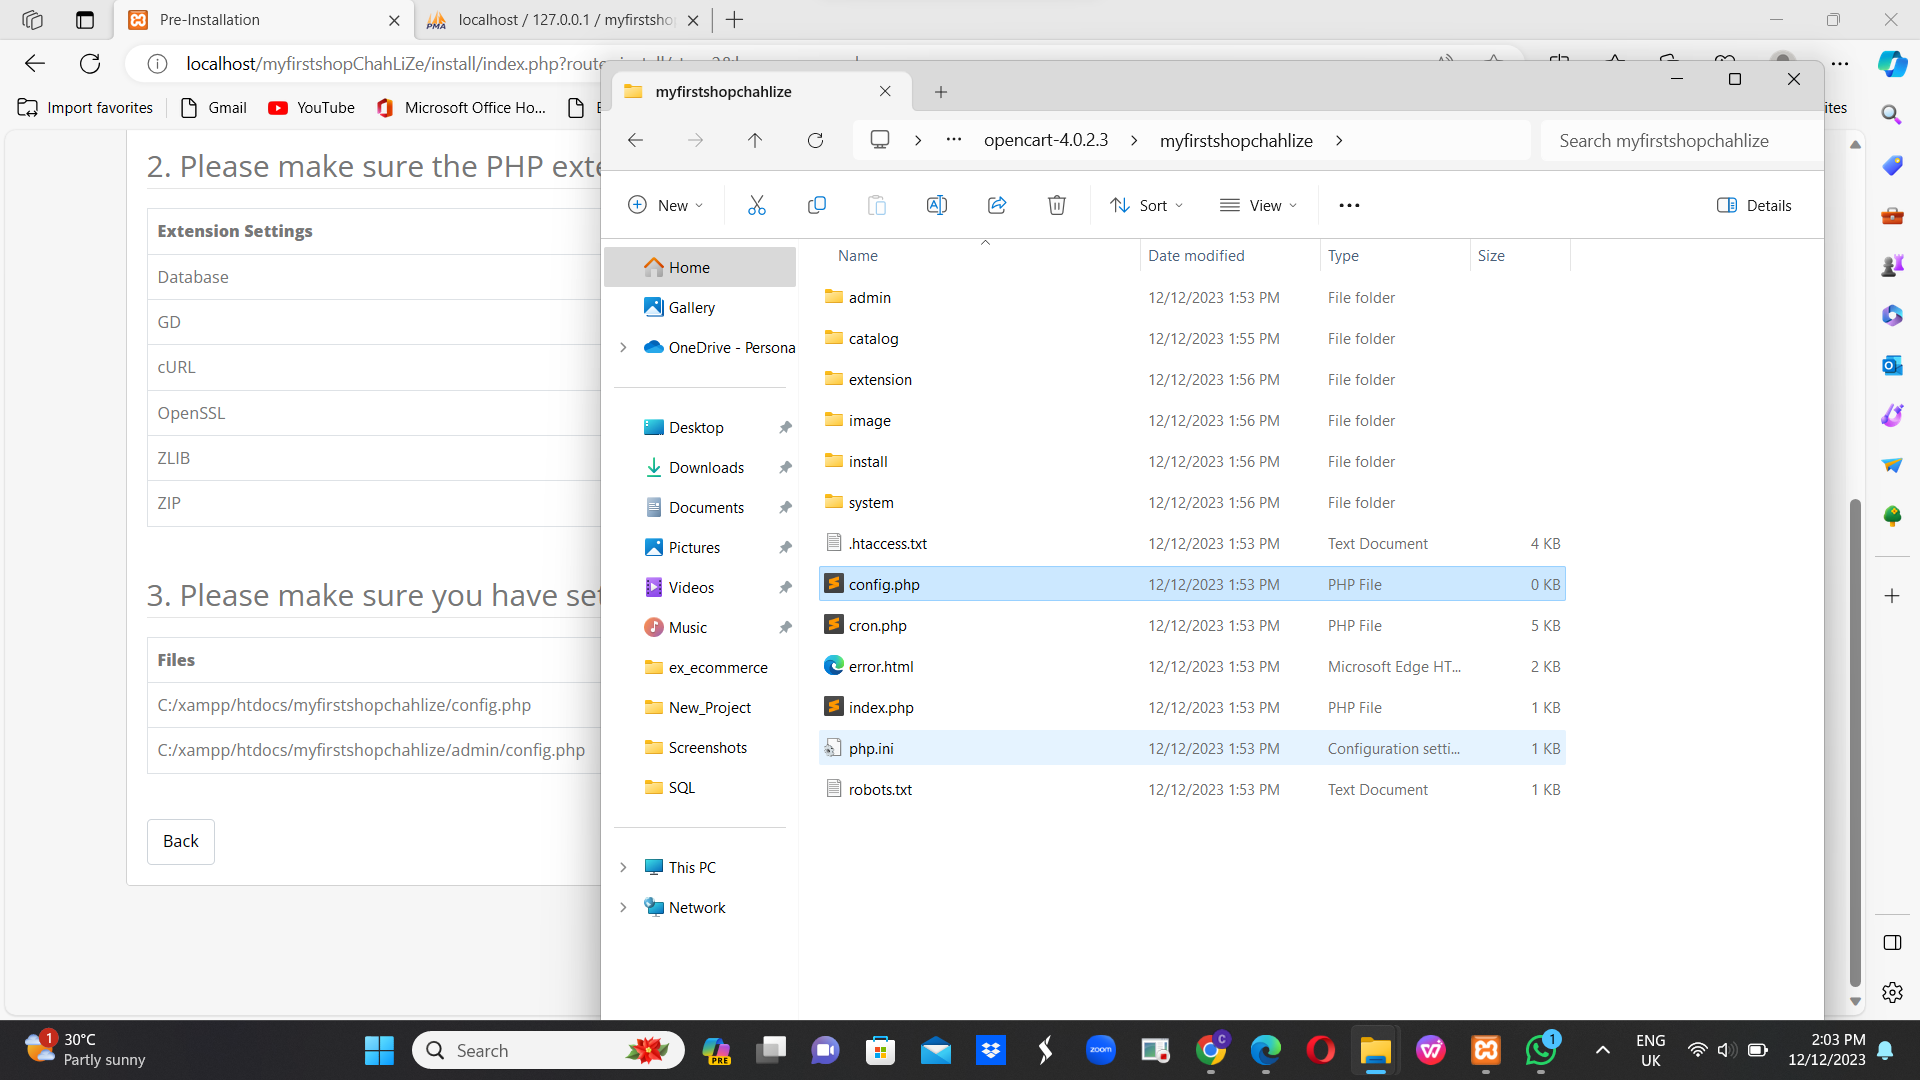 Pre-Installation
localhost / 127.0.0.1 / myfirstsho
localhost/myfirstshopChahLiZe/install/index.php?route
Import favorites
Gmail
YouTube
Microsoft Office Ho...
ites
2. Please make sure the PHP exte
Extension Settings
Database
GD
cURL
OpenSSL
ZLIB
ZIP
3. Please make sure you have set
Files
C:/xampp/htdocs/myfirstshopchahlize/config.php
C:/xampp/htdocs/myfirstshopchahlize/admin/config.php
Back
myfirstshopchahlize
... opencart-4.0.2.3 myfirstshopchahlize
Search myfirstshopchahlize
New
Sort
View
Details
Home
Gallery
OneDrive - Persona
Desktop
Downloads
Documents
Pictures
Videos
Music
ex_ecommerce
New_Project
Screenshots
SQL
This PC
Network
Name Date modified Type Size
admin 12/12/2023 1:53 PM File folder
catalog 12/12/2023 1:55 PM File folder
extension 12/12/2023 1:56 PM File folder
image 12/12/2023 1:56 PM File folder
install 12/12/2023 1:56 PM File folder
system 12/12/2023 1:56 PM File folder
.htaccess.txt 12/12/2023 1:53 PM Text Document 4 KB
config.php 12/12/2023 1:53 PM PHP File 0 KB
cron.php 12/12/2023 1:53 PM PHP File 5 KB
error.html 12/12/2023 1:53 PM Microsoft Edge HT... 2 KB
index.php 12/12/2023 1:53 PM PHP File 1 KB
php.ini 12/12/2023 1:53 PM Configuration setti... 1 KB
robots.txt 12/12/2023 1:53 PM Text Document 1 KB
1
30°C
Partly sunny
Search
PRE
zoom
C
1
ENG
UK
2:03 PM
12/12/2023